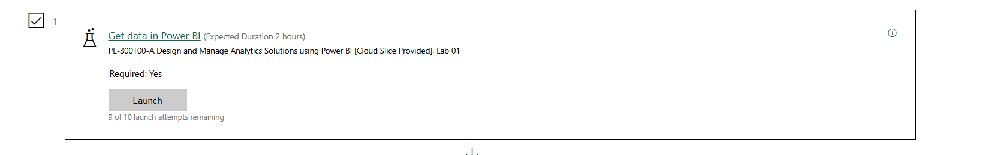 1
Get data in Power BI (Expected Duration 2 hours)
PL-300T00-A Design and Manage Analytics Solutions using Power BI [Cloud Slice Provided], Lab 01
Required: Yes
Launch
9 of 10 launch attempts remaining